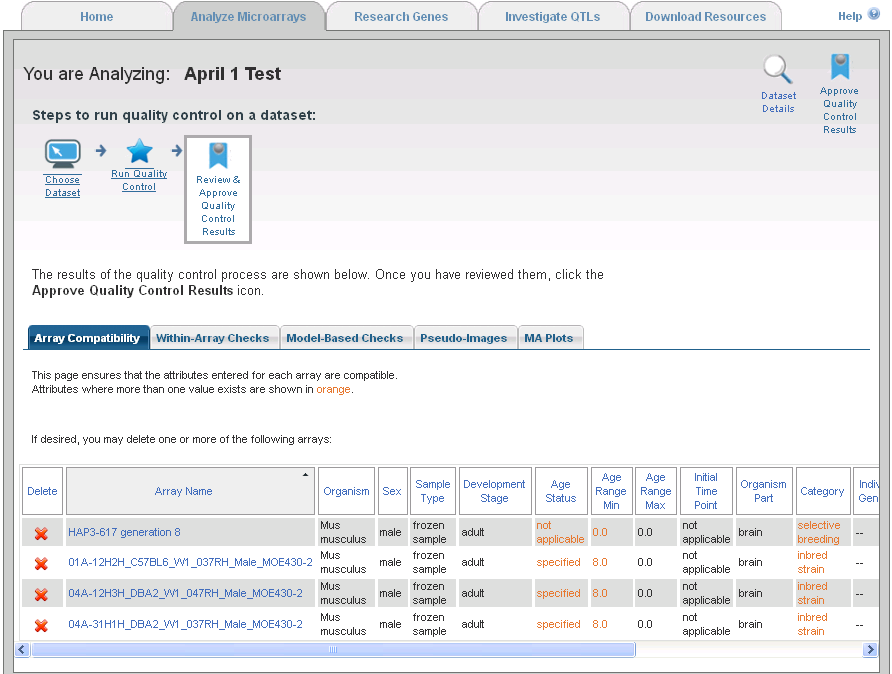 Home Analyze Microarrays Research Genes Investigate QTLs Download Resources Help
You are Analyzing: April 1 Test
Dataset
Details
Approve
Quality
Control
Results
Steps to run quality control on a dataset:
Choose
Dataset
Run Quality
Control
Review &
Approve
Quality
Control
Results
The results of the quality control process are shown below. Once you have reviewed them, click the
Approve Quality Control Results icon.
Array Compatibility Within-Array Checks Model-Based Checks Pseudo-Images MA Plots
This page ensures that the attributes entered for each array are compatible.
Attributes where more than one value exists are shown in orange.
If desired, you may delete one or more of the following arrays:
Delete
Array Name
Organism
Sex
Sample
Type
Development
Stage
Age
Status
Age
Range
Min
Age
Range
Max
Initial
Time
Point
Organism
Part
Category
HAP3-617 generation 8
Mus
musculus
male
frozen
sample
adult
not
applicable
0.0
0.0
not
applicable
brain
selective
breeding
--
01A-12H2H_C57BL6_W1_037RH_Male_MOE430-2
Mus
musculus
male
frozen
sample
adult
specified
8.0
0.0
not
applicable
brain
inbred
strain
--
04A-12H3H_DBA2_W1_047RH_Male_MOE430-2
Mus
musculus
male
frozen
sample
adult
specified
8.0
0.0
not
applicable
brain
inbred
strain
--
04A-31H1H_DBA2_W1_037RH_Male_MOE430-2
Mus
musculus
male
frozen
sample
adult
specified
8.0
0.0
not
applicable
brain
inbred
strain
--